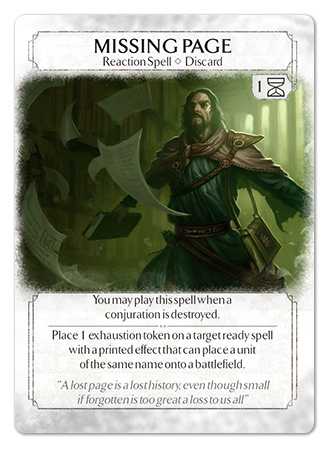 MISSING PAGE
Reaction Spell ◇ Discard
1
You may play this spell when a
conjuration is destroyed.
Place 1 exhaustion token on a target ready spell
with a printed effect that can place a unit
of the same name onto a battlefield.
"A lost page is a lost history, even though small
if forgotten is too great a loss to us all"